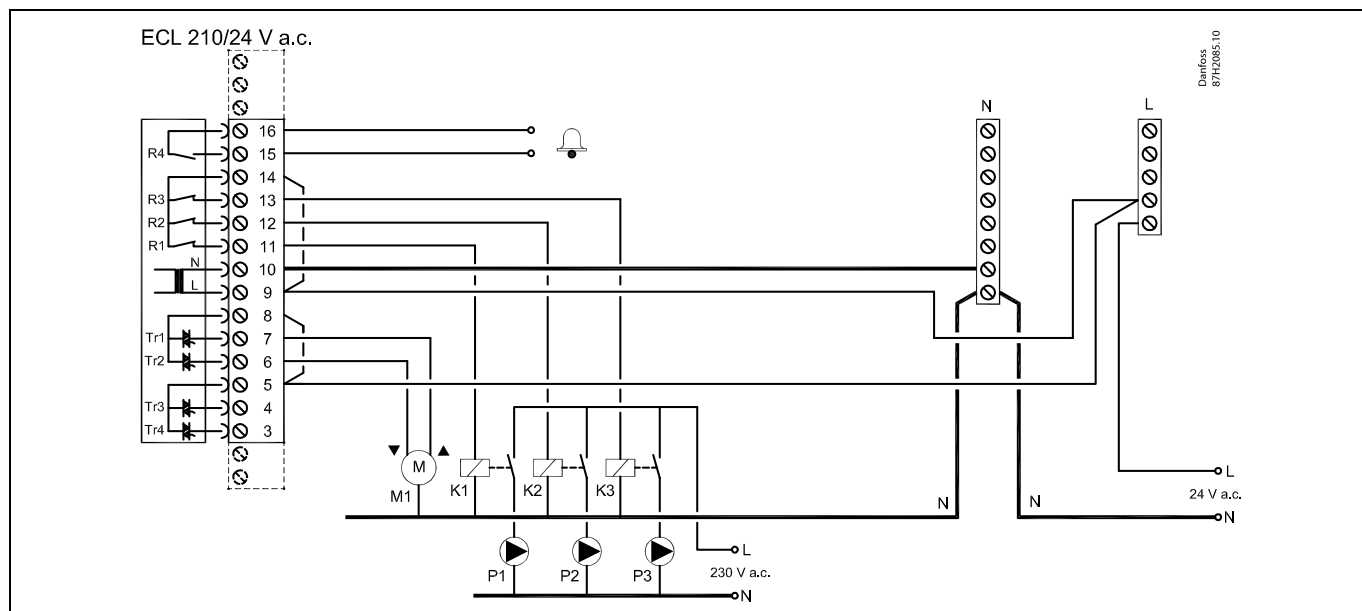 ECL 210/24 V a.c.
Danfoss
87H2085.10
N
L
16
R4
15
14
R3
13
R2
12
R1
11
N
10
L
9
8
Tr1
7
Tr2
6
5
Tr3
4
Tr4
3
M
M1
K1
K2
K3
N
N
L
24 V a.c.
N
P1
P2
P3
L
230 V a.c.
N